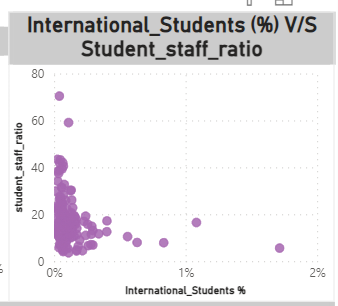 International_Students (%) V/S
Student_staff_ratio
80
60
40
20
0
student_staff_ratio
0%
1%
2%
International_Students %
%